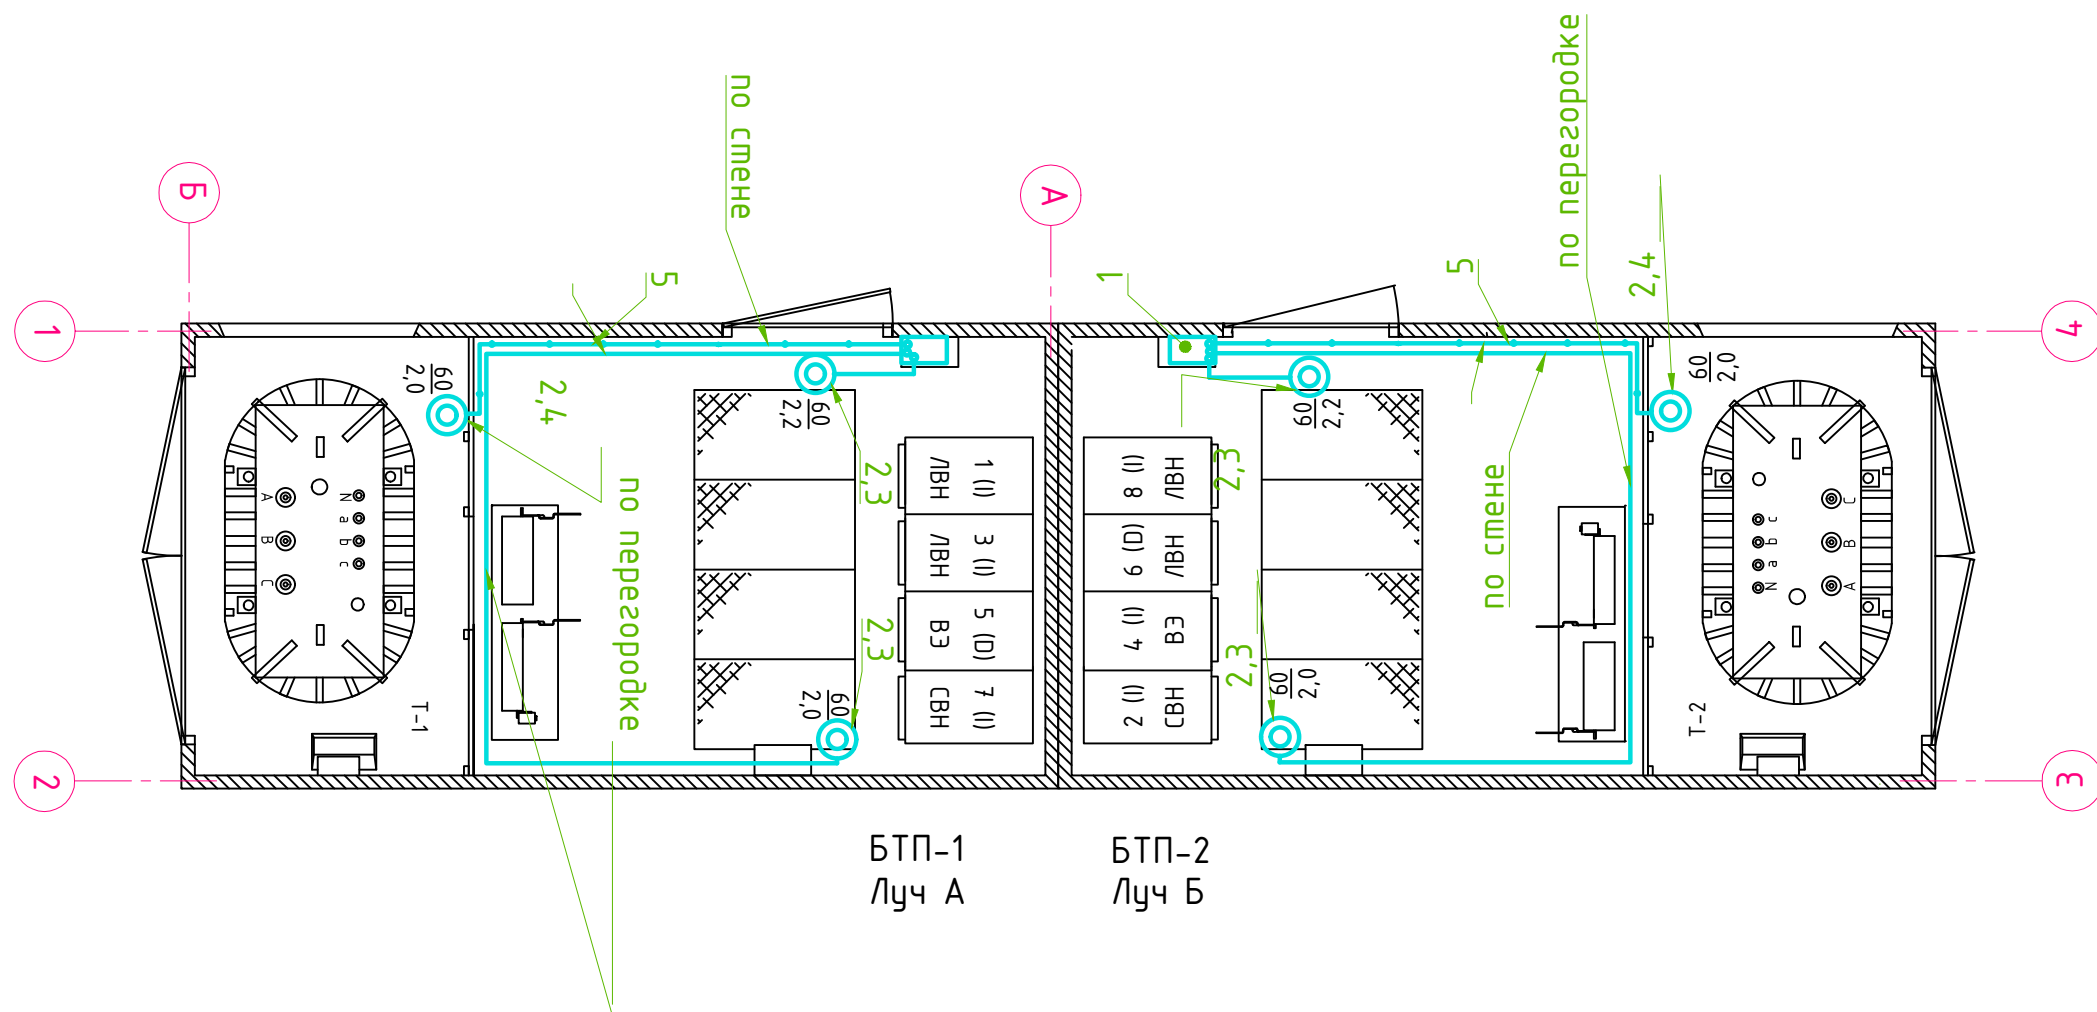 по стене
по перегородке
Б
А
5
1
5
2,4
1
4
60
2,0
2,4
60
2,2
60
2,2
60
2,0
2,3
2,3
1 (I)
ЛВН
3 (I)
ЛВН
5 (D)
ВЭ
7 (I)
СВН
8 (I)
ЛВН
6 (D)
ЛВН
4 (I)
ВЭ
2 (I)
СВН
A
B
C
N
a
b
c
C
B
A
c
b
a
N
по перегородке
по стене
2,3
2,3
60
2,0
60
2,0
Т-1
Т-2
2
3
БТП-1
Луч А
БТП-2
Луч Б